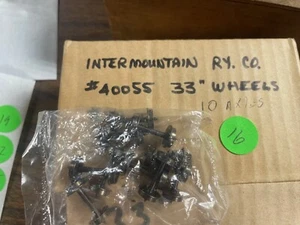 INTERMOUNTAIN RY. CO.
#40055 33" WHEELS
10 AXLES
16